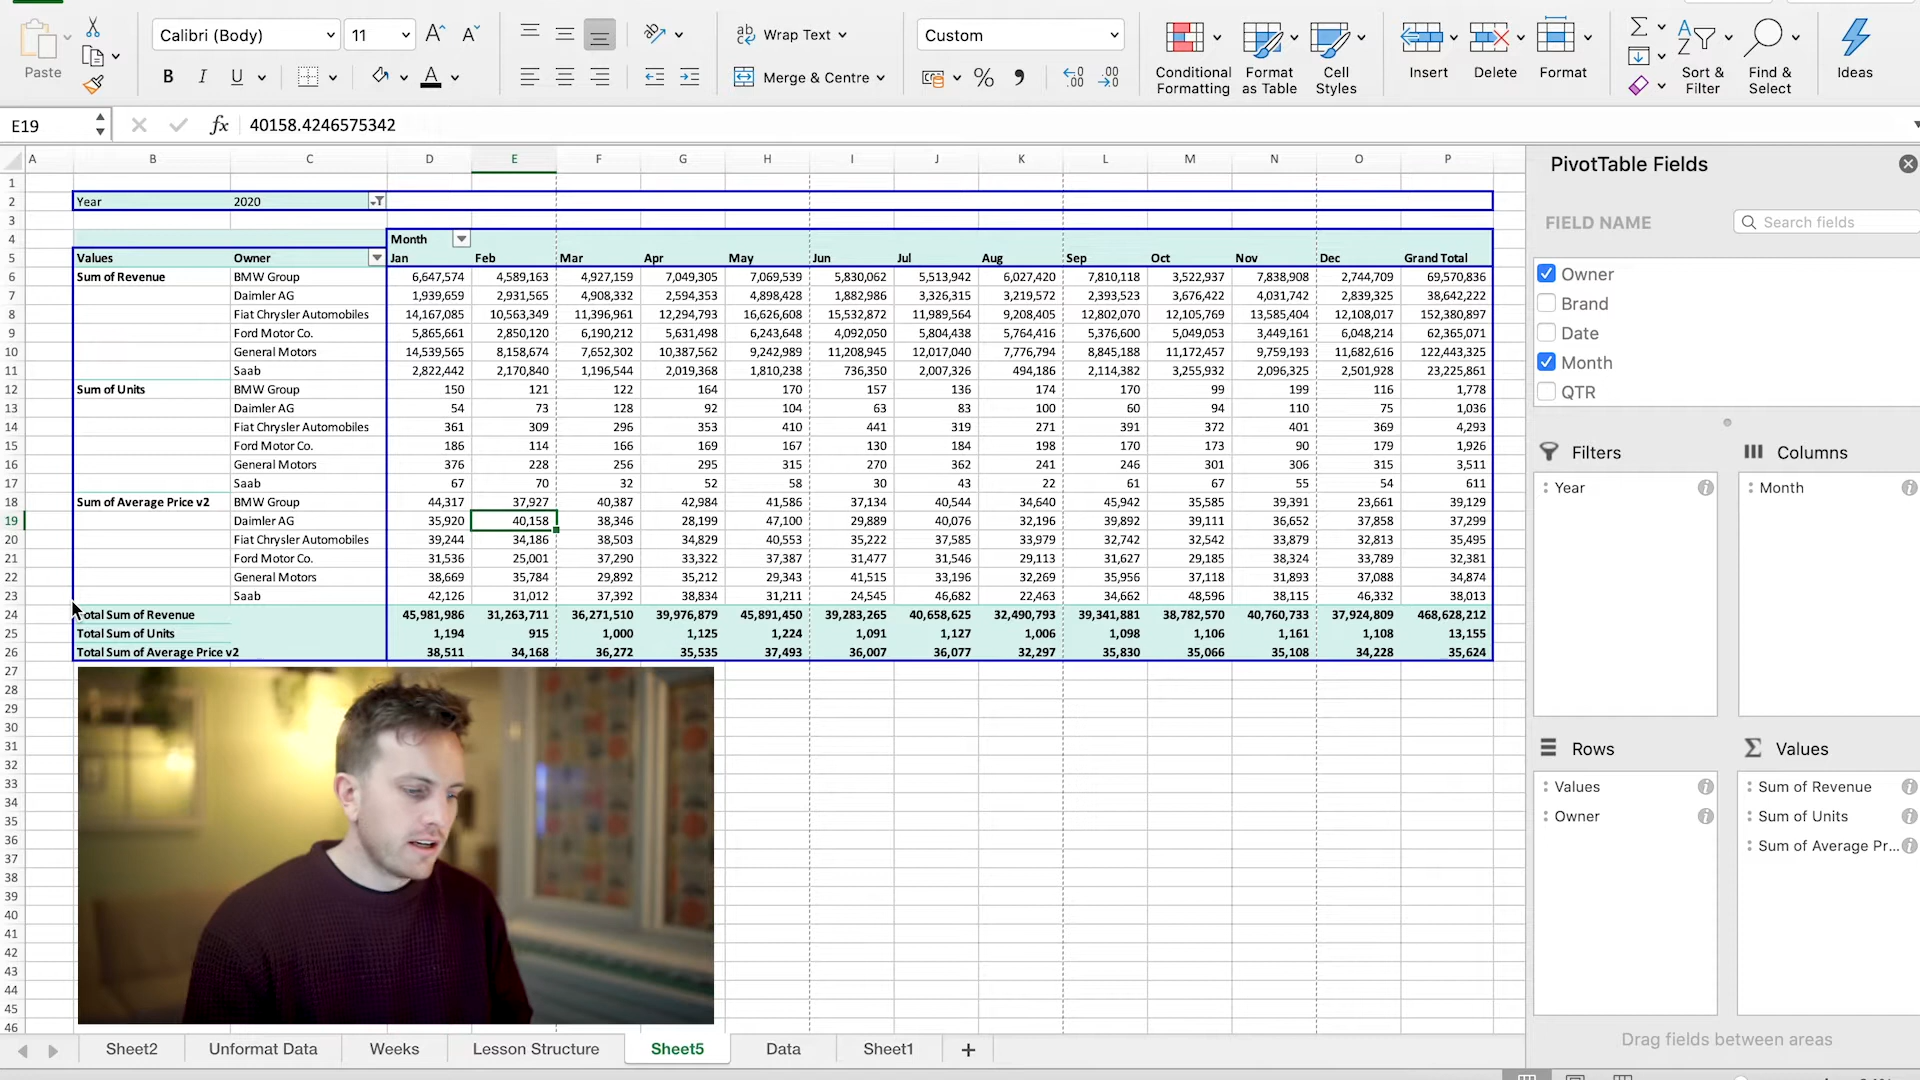 Calibri (Body) 11 Wrap Text Custom
Paste B I U Merge & Centre % Conditional Formatting Format as Table Cell Styles Insert Delete Format Sort & Filter Find & Select Ideas
E19 fx 40158.4246575342
A B C D E F G H I J K L M N O P
1
2 Year 2020
3
4 Month
5 Values Owner Jan Feb Mar Apr May Jun Jul Aug Sep Oct Nov Dec Grand Total
6 Sum of Revenue BMW Group 6,647,574 4,589,163 4,927,159 7,049,305 7,069,539 5,830,062 5,513,942 6,027,420 7,810,118 3,522,937 7,838,908 2,744,709 69,570,836
7 Daimler AG 1,939,659 2,931,565 4,908,332 2,594,353 4,898,428 1,882,986 3,326,315 3,219,572 2,393,523 3,676,422 4,031,742 2,839,325 38,642,222
8 Fiat Chrysler Automobiles 14,167,085 10,563,349 11,396,961 12,294,793 16,626,608 15,532,872 11,989,564 9,208,405 12,802,070 12,105,769 13,585,404 12,108,017 152,380,897
9 Ford Motor Co. 5,865,661 2,850,120 6,190,212 5,631,498 6,243,648 4,092,050 5,804,438 5,764,416 5,376,600 5,049,053 3,449,161 6,048,214 62,365,071
10 General Motors 14,539,565 8,158,674 7,652,302 10,387,562 9,242,989 11,208,945 12,017,040 7,776,794 8,845,188 11,172,457 9,759,193 11,682,616 122,443,325
11 Saab 2,822,442 2,170,840 1,196,544 2,019,368 1,810,238 736,350 2,007,326 494,186 2,114,382 3,255,932 2,096,325 2,501,928 23,225,861
12 Sum of Units BMW Group 150 121 122 164 170 157 136 174 170 99 199 116 1,778
13 Daimler AG 54 73 128 92 104 63 83 100 60 94 110 75 1,036
14 Fiat Chrysler Automobiles 361 309 296 353 410 441 319 271 391 372 401 369 4,293
15 Ford Motor Co. 186 114 166 169 167 130 184 198 170 173 90 179 1,926
16 General Motors 376 228 256 295 315 270 362 241 246 301 306 315 3,511
17 Saab 67 70 32 52 58 30 43 22 61 67 55 54 611
18 Sum of Average Price v2 BMW Group 44,317 37,927 40,387 42,984 41,586 37,134 40,544 34,640 45,942 35,585 39,391 23,661 39,129
19 Daimler AG 35,920 40,158 38,346 28,199 47,100 29,889 40,076 32,196 39,892 39,111 36,652 37,858 37,299
20 Fiat Chrysler Automobiles 39,244 34,186 38,503 34,829 40,553 35,222 37,585 33,979 32,742 32,542 33,879 32,813 35,495
21 Ford Motor Co. 31,536 25,001 37,290 33,322 37,387 31,477 31,546 29,113 31,627 29,185 38,324 33,789 32,381
22 General Motors 38,669 35,784 29,892 35,212 29,343 41,515 33,196 32,269 35,956 37,118 31,893 37,088 34,874
23 Saab 42,126 31,012 37,392 38,834 31,211 24,545 46,682 22,463 34,662 48,596 38,115 46,332 38,013
24 Total Sum of Revenue 45,981,986 31,263,711 36,271,510 39,976,879 45,891,450 39,283,265 40,658,625 32,490,793 39,341,881 38,782,570 40,760,733 37,924,809 468,628,212
25 Total Sum of Units 1,194 915 1,000 1,125 1,224 1,091 1,127 1,006 1,098 1,106 1,161 1,108 13,155
26 Total Sum of Average Price v2 38,511 34,168 36,272 35,535 37,493 36,007 36,077 32,297 35,830 35,066 35,108 34,228 35,624
27
28
29
30
31
32
33
34
35
36
37
38
39
40
41
42
43
44
45
46
Sheet2 Unformat Data Weeks Lesson Structure Sheet5 Data Sheet1 +
PivotTable Fields
FIELD NAME Search fields
Owner
Brand
Date
Month
QTR
Filters Columns
Year Month
Rows Values
Values Sum of Revenue
Owner Sum of Units
Sum of Average Pr...
Drag fields between areas